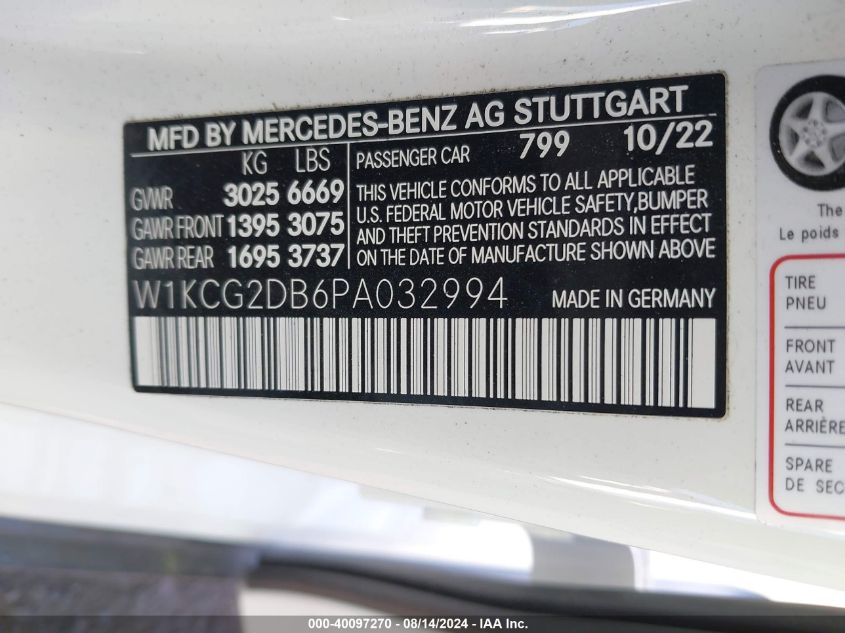 MFD BY MERCEDES-BENZ AG STUTTGART
KG LBS
GVWR 3025 6669
GAWR FRONT 1395 3075
GAWR REAR 1695 3737
PASSENGER CAR 799 10/22
THIS VEHICLE CONFORMS TO ALL APPLICABLE
U.S. FEDERAL MOTOR VEHICLE SAFETY,BUMPER
AND THEFT PREVENTION STANDARDS IN EFFECT
ON THE DATE OF MANUFACTURE SHOWN ABOVE
W1KCG2DB6PA032994 MADE IN GERMANY
The
Le poids
TIRE
PNEU
FRONT
AVANT
REAR
ARRIÈRE
SPARE
DE SEC
000-40097270 - 08/14/2024 - IAA Inc.